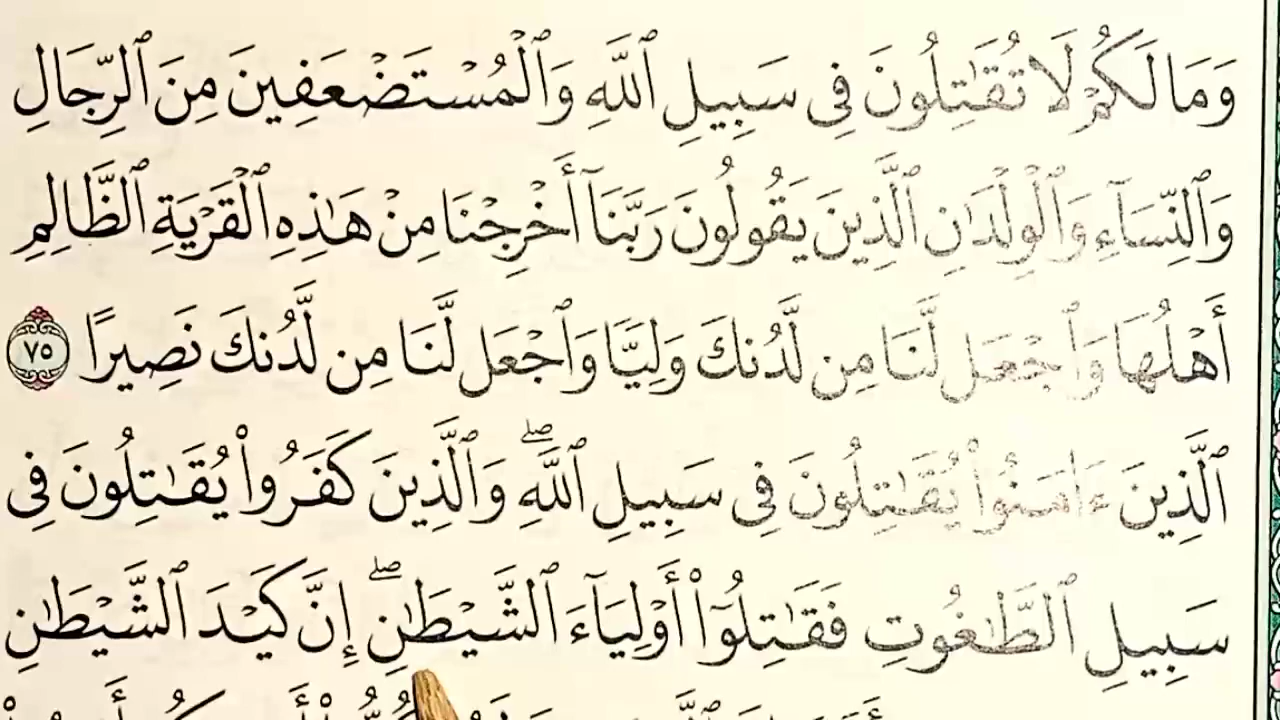 وَمَا لَكُمْ لَا تُقَـٰتِلُونَ فِى سَبِيلِ ٱللَّهِ وَٱلْمُسْتَضْعَفِينَ مِنَ ٱلرِّجَالِ
وَٱلنِّسَآءِ وَٱلْوِلْدَٰنِ ٱلَّذِينَ يَقُولُونَ رَبَّنَآ أَخْرِجْنَا مِنْ هَـٰذِهِ ٱلْقَرْيَةِ ٱلظَّالِمِ
أَهْلُهَا وَٱجْعَل لَّنَا مِن لَّدُنكَ وَلِيًّا وَٱجْعَل لَّنَا مِن لَّدُنكَ نَصِيرًا ٧٥
ٱلَّذِينَ ءَامَنُوا۟ يُقَـٰتِلُونَ فِى سَبِيلِ ٱللَّهِ ۖ وَٱلَّذِينَ كَفَرُوا۟ يُقَـٰتِلُونَ فِى
سَبِيلِ ٱلطَّـٰغُوتِ فَقَـٰتِلُوٓا۟ أَوْلِيَآءَ ٱلشَّيْطَـٰنِ ۖ إِنَّ كَيْدَ ٱلشَّيْطَـٰنِ